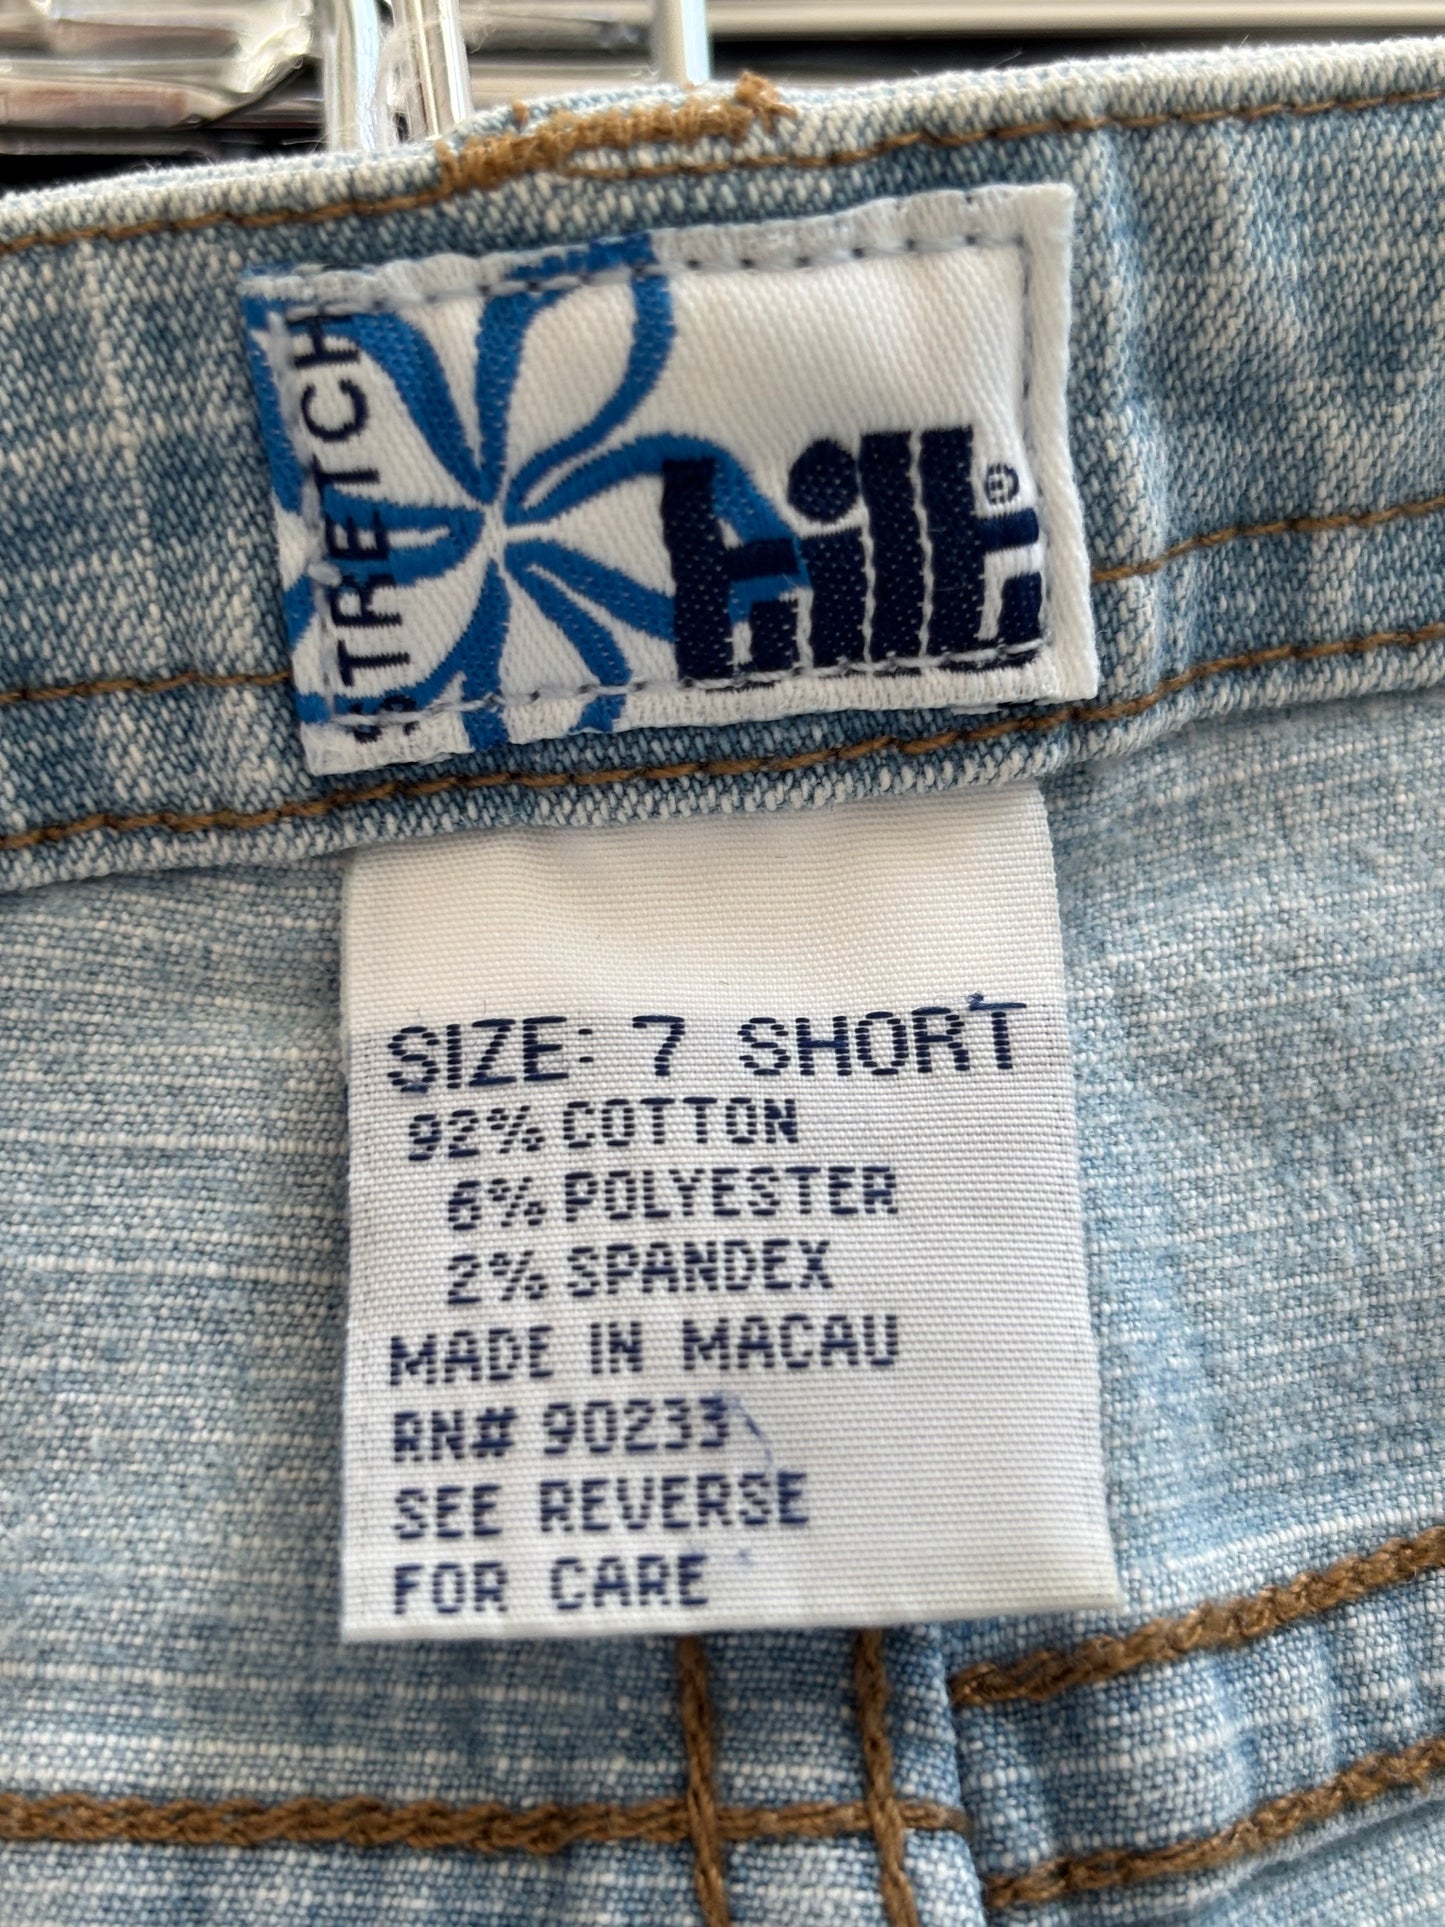 STRETCH
tilt®
SIZE: 7 SHORT
92% COTTON
6% POLYESTER
2% SPANDEX
MADE IN MACAU
RN# 90233
SEE REVERSE
FOR CARE